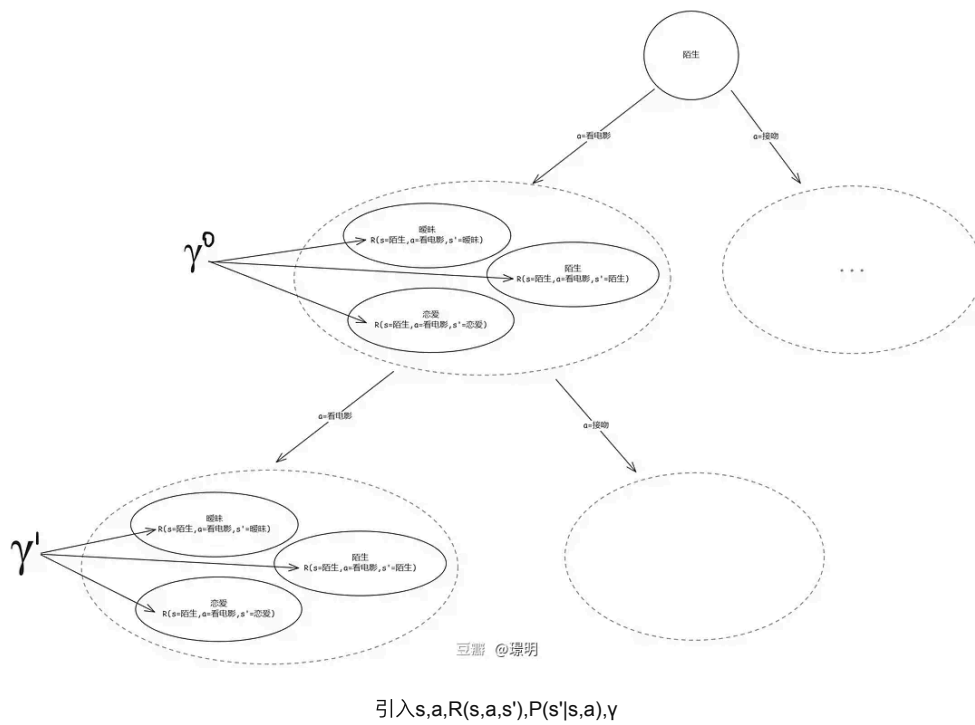 陌生
a=看电影
a=接吻
γ⁰
暧昧
R(s=陌生,a=看电影,s'=暧昧)
陌生
R(s=陌生,a=看电影,s'=陌生)
恋爱
R(s=陌生,a=看电影,s'=恋爱)
...
a=看电影
a=接吻
γ¹
暧昧
R(s=陌生,a=看电影,s'=暧昧)
陌生
R(s=陌生,a=看电影,s'=陌生)
恋爱
R(s=陌生,a=看电影,s'=恋爱)
豆瓣 @璟明
引入s,a,R(s,a,s'),P(s'|s,a),γ